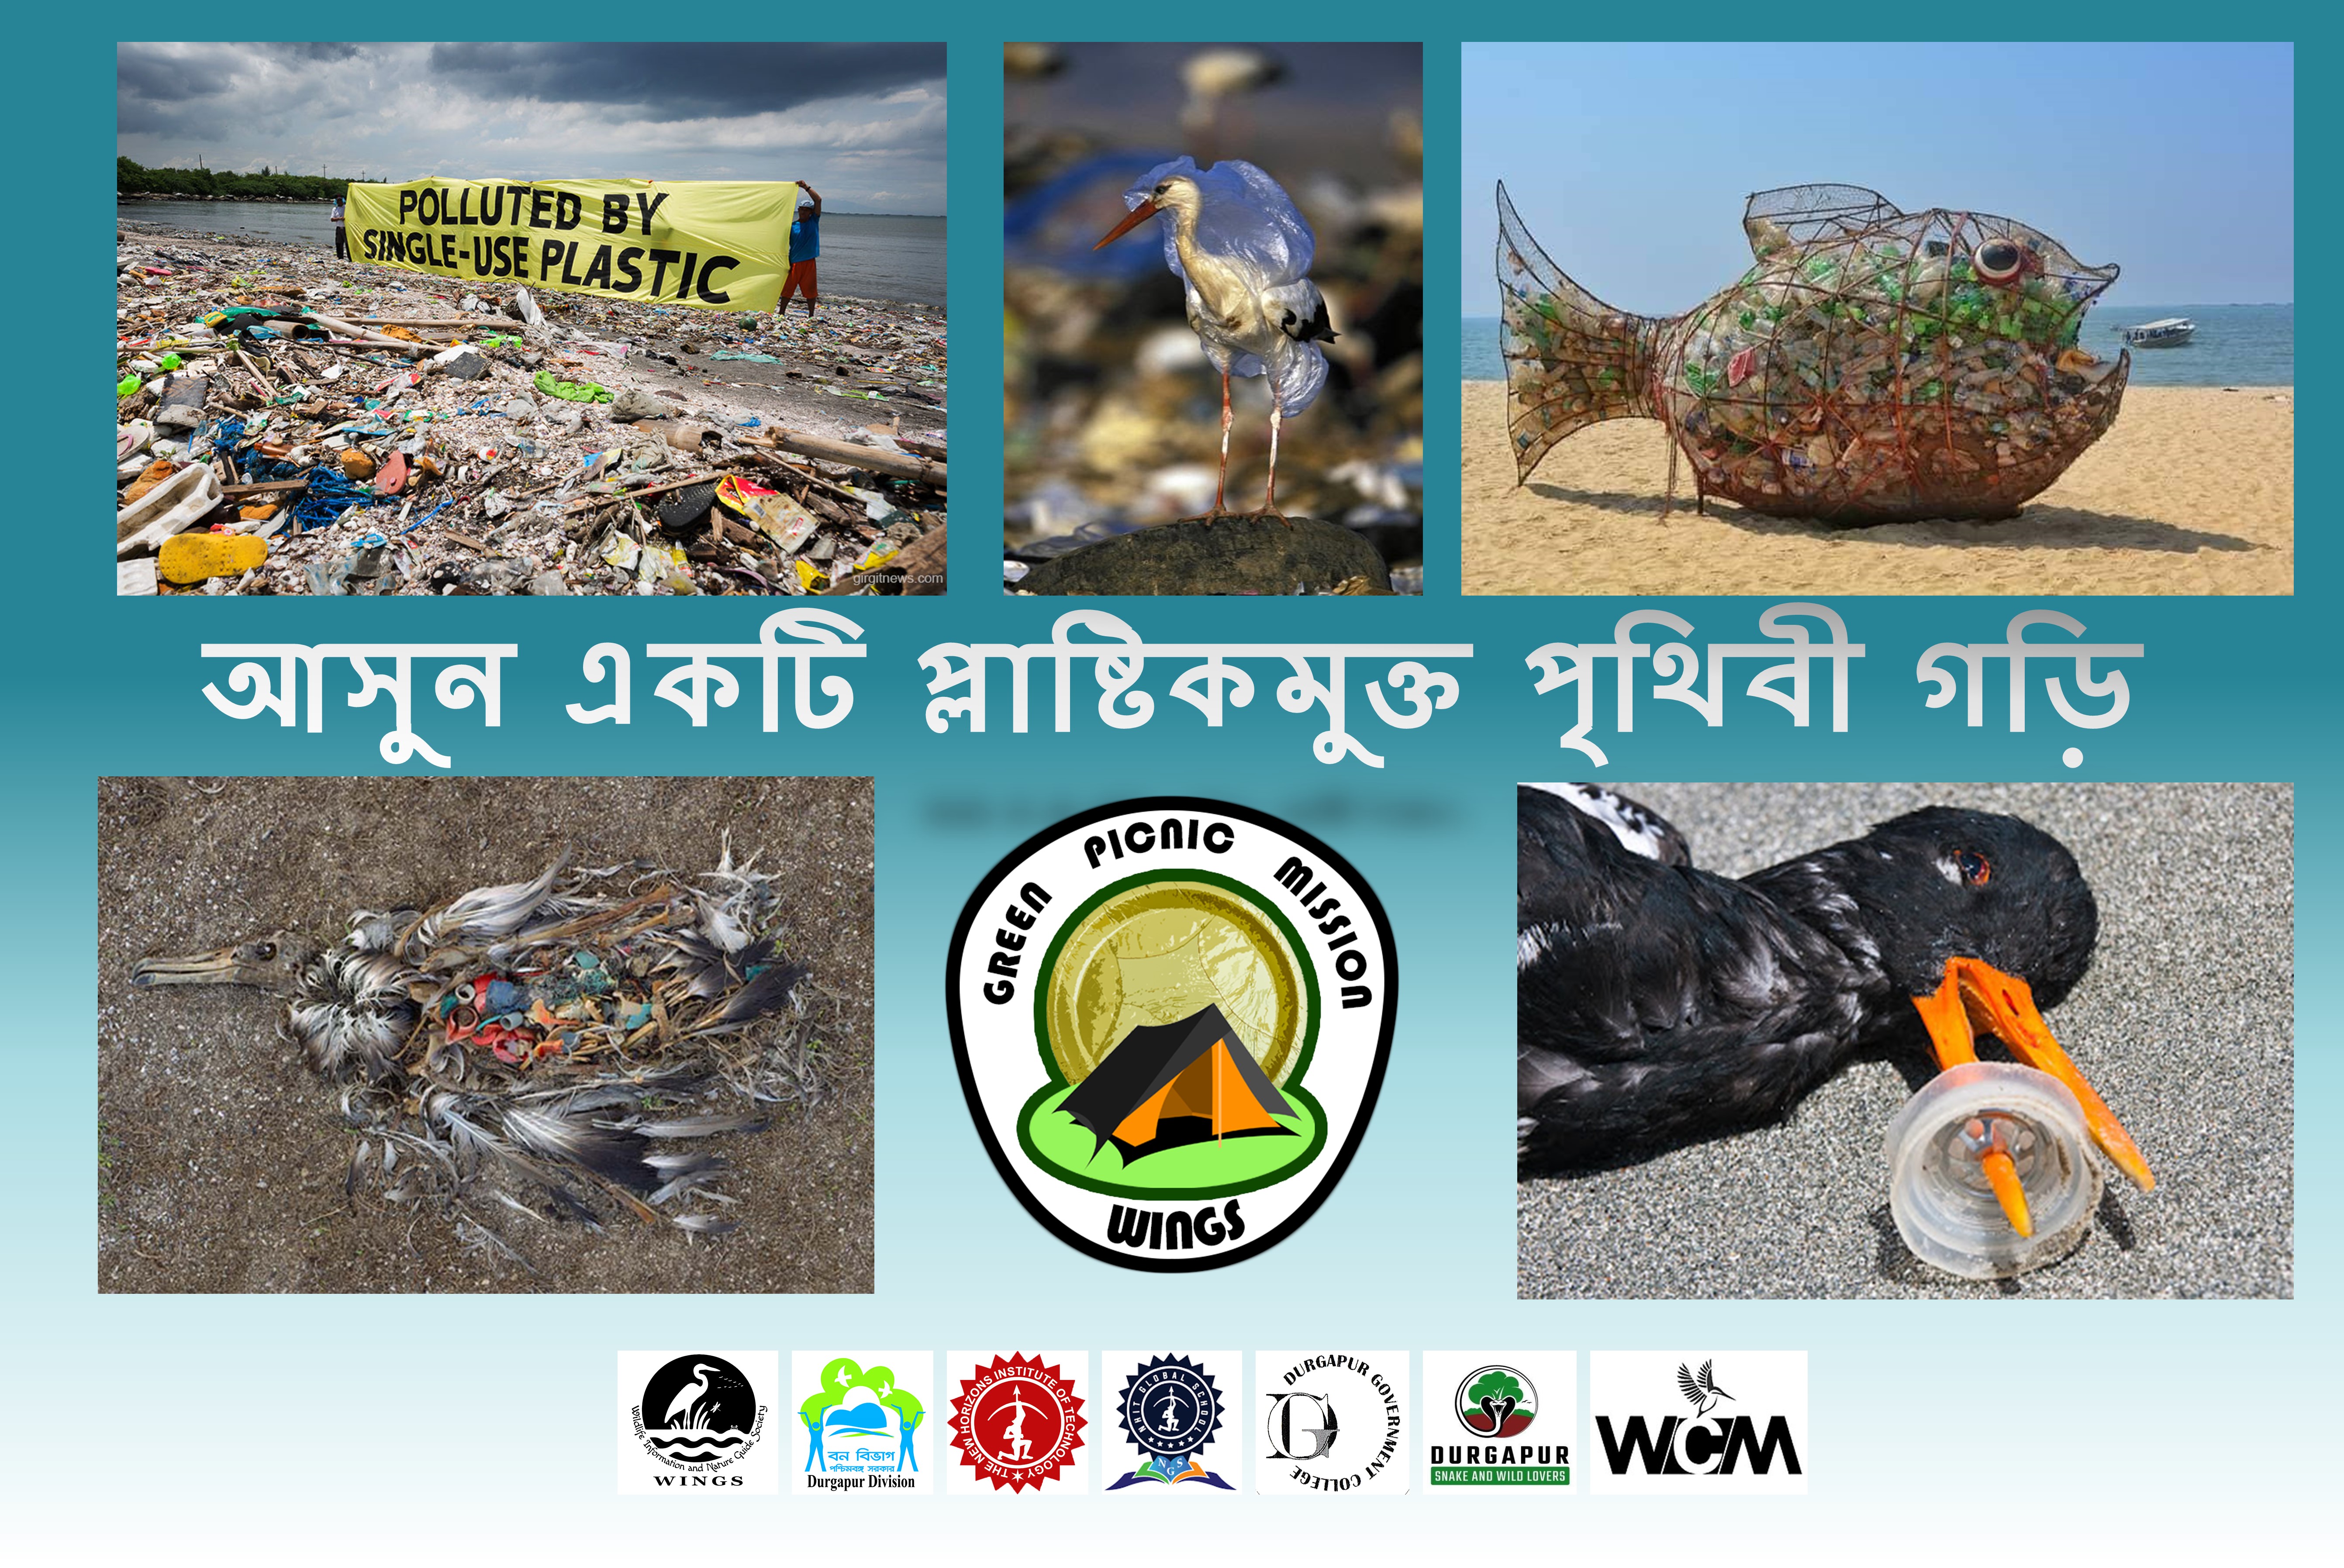 POLLUTED BY
SINGLE-USE PLASTIC
girgitnews.com
আসুন একটি প্লাষ্টিকমুক্ত পৃথিবী গড়ি
GREEN PICNIC MISSION
WINGS
Wildlife Information and Nature Guide Society
WINGS
বন বিভাগ
পশ্চিমবঙ্গ সরকার
Durgapur Division
THE NEW HORIZONS INSTITUTE OF TECHNOLOGY
NHIT GLOBAL SCHOOL
NGS
DURGAPUR GOVERNMENT COLLEGE
DURGAPUR
SNAKE AND WILD LOVERS
WCM